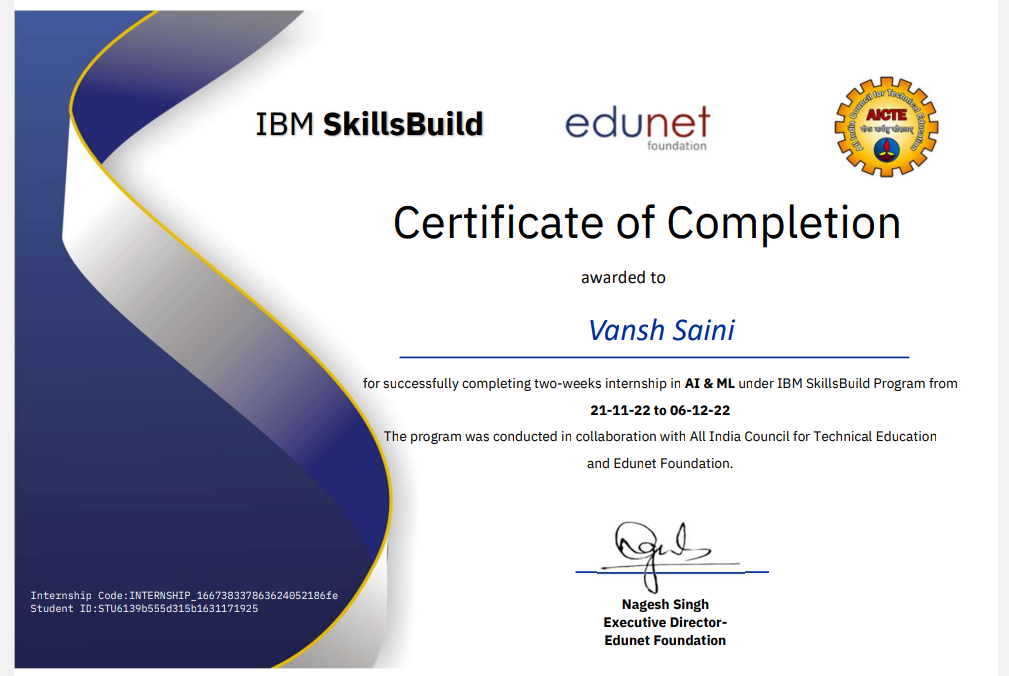 IBM SkillsBuild
edunet
foundation
All India Council for Technical Education
AICTE
Certificate of Completion
awarded to
Vansh Saini
for successfully completing two-weeks internship in AI & ML under IBM SkillsBuild Program from
21-11-22 to 06-12-22
The program was conducted in collaboration with All India Council for Technical Education
and Edunet Foundation.
Nagesh Singh
Executive Director-
Edunet Foundation
Internship Code:INTERNSHIP_166738337863624052186fe
Student ID:STU6139b555d315b1631171925